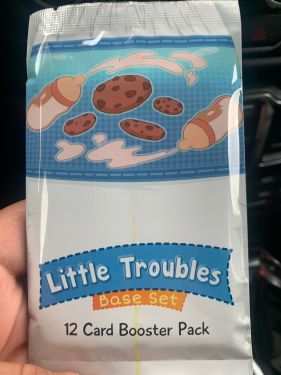 Little Troubles
Base Set
12 Card Booster Pack